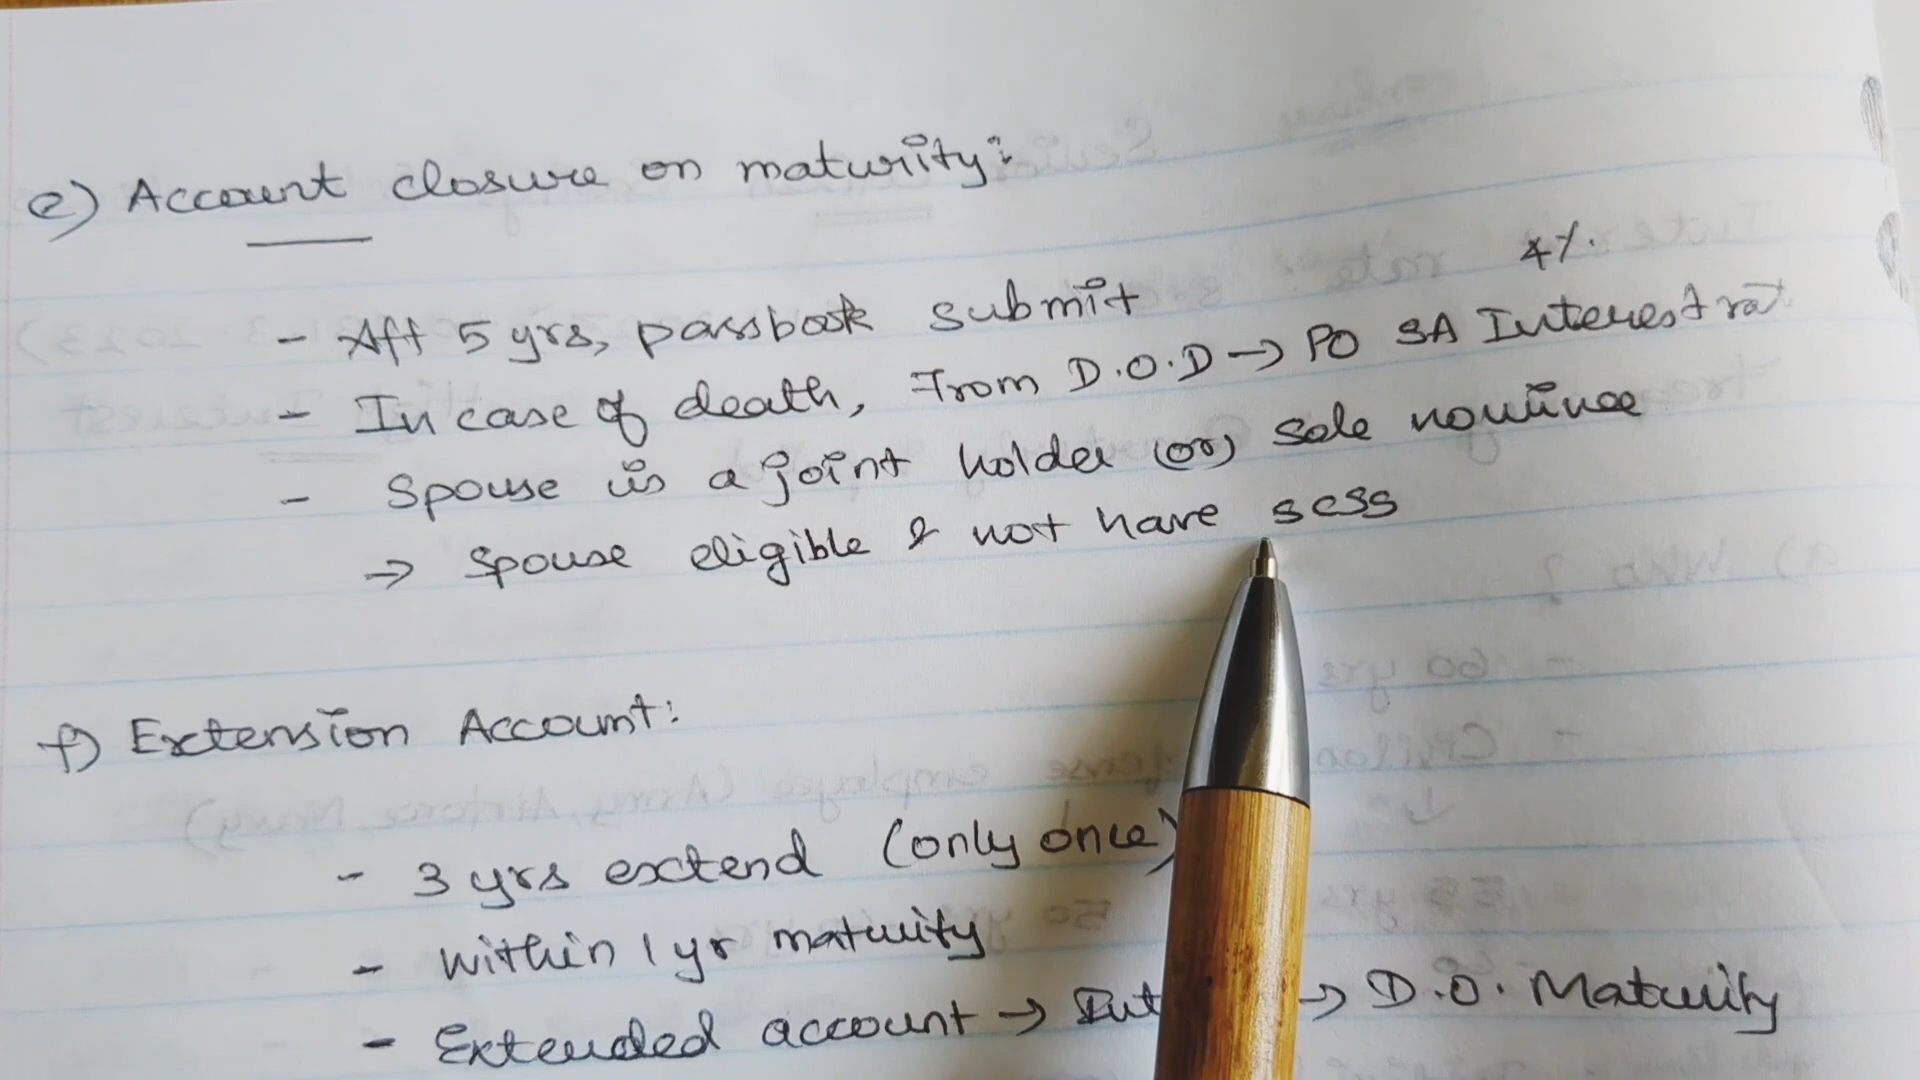 e) Account closure on maturity:
4%.
- Aft 5 yrs, passbook submit
- In case of death, From D.O.D → PO SA Interest rat
- Spouse is a joint holder (or) sole nominee
→ Spouse eligible & not have scss
f) Extension Account:
- 3 yrs extend (only once)
- within 1 yr maturity
- Extended account → Int → D.O. Maturity